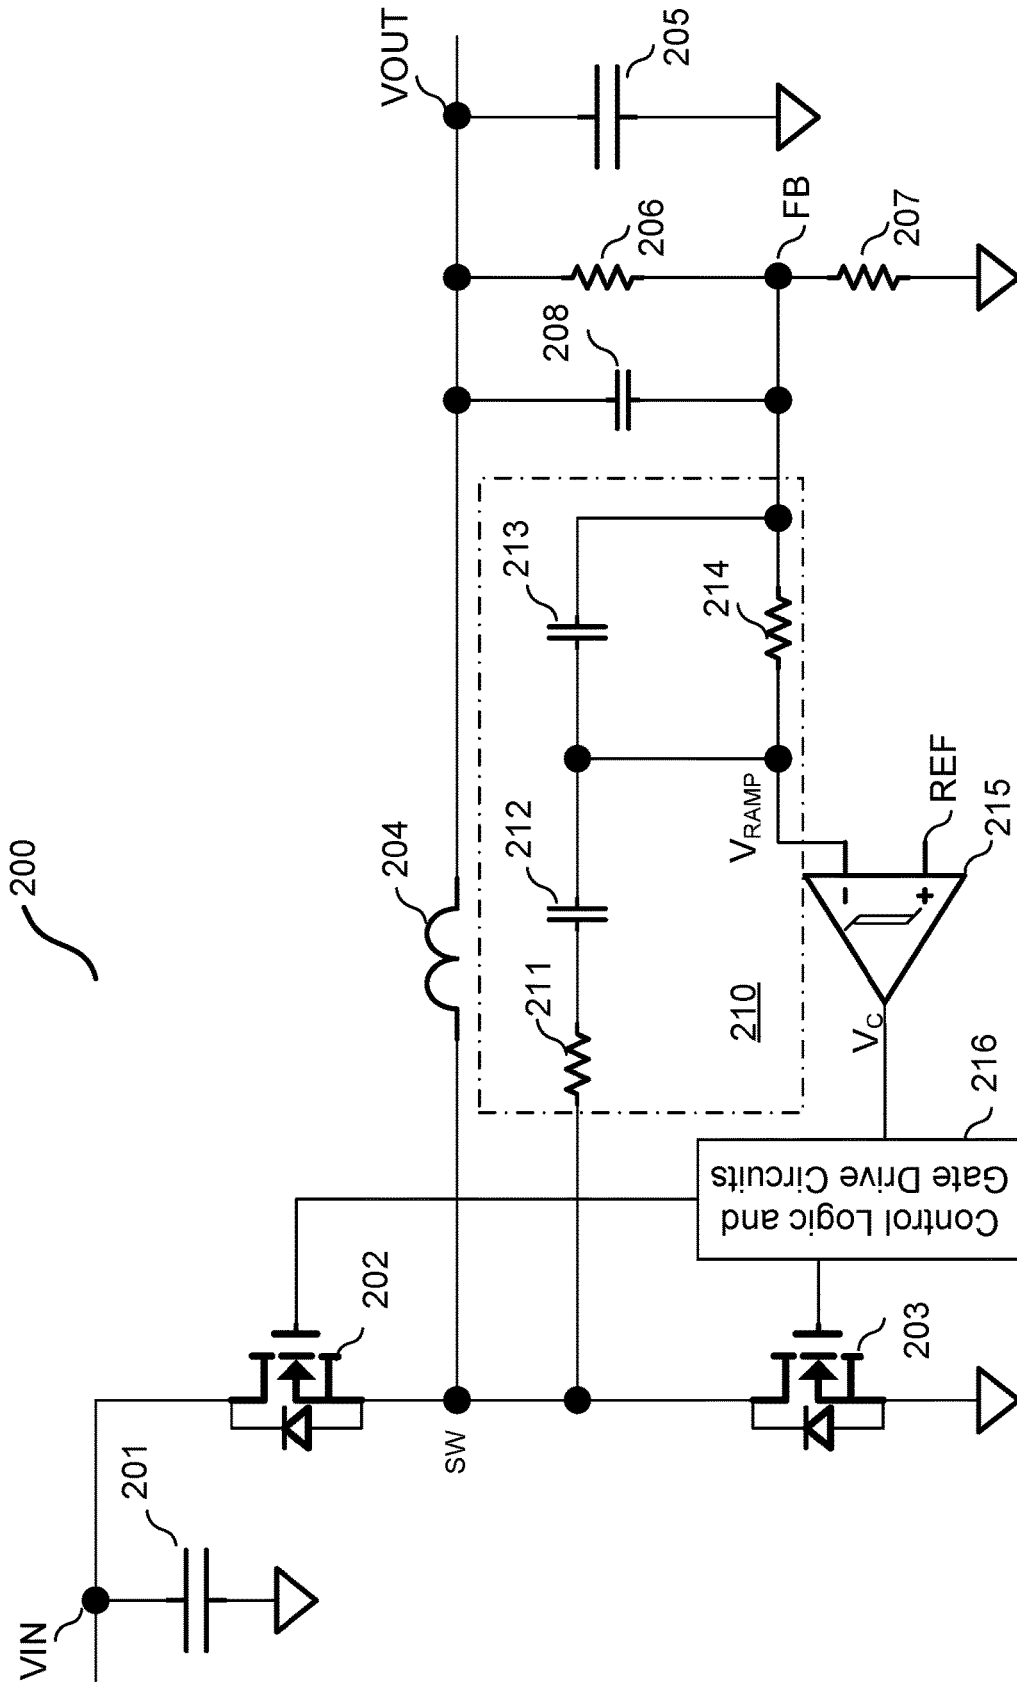 200
VIN
201
202
SW
203
204
VOUT
205
206
FB
207
208
213
214
212
211
210
VRAMP
REF
215
VC
216
Control Logic and
Gate Drive Circuits